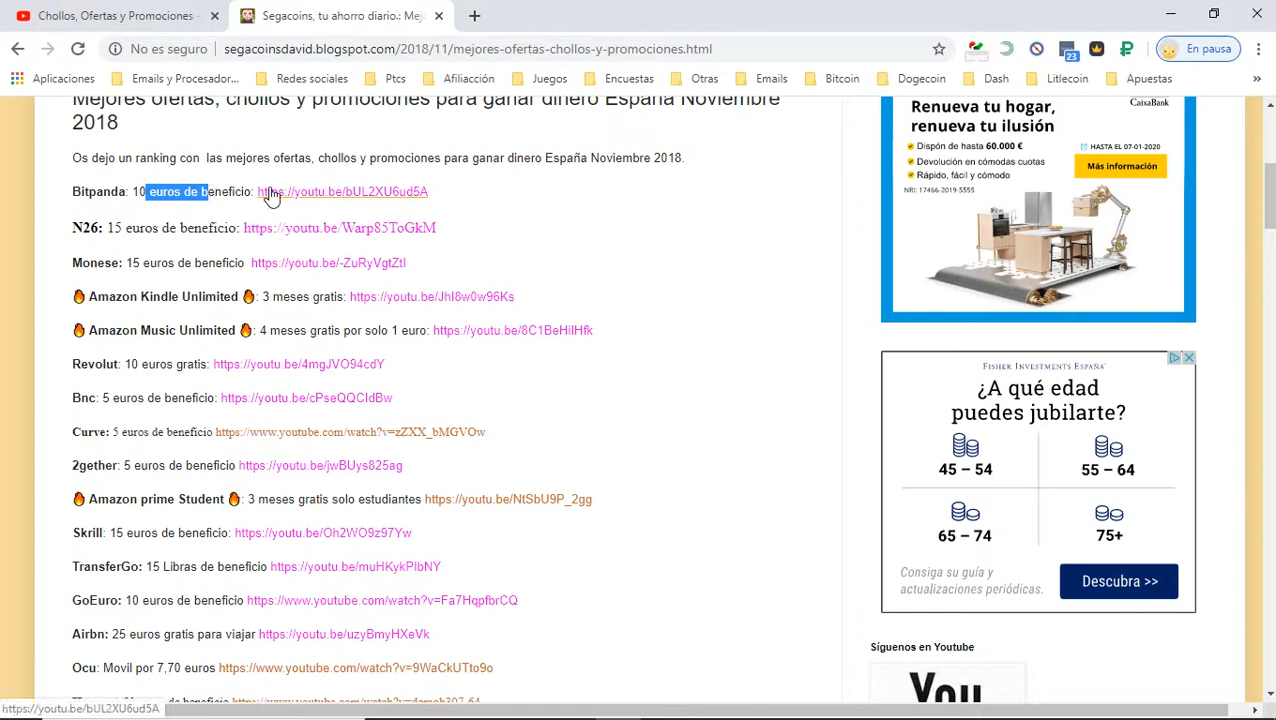 Chollos, Ofertas y Promociones -
Segacoins, tu ahorro diario.: Mej
No es seguro
segacoinsdavid.blogspot.com/2018/11/mejores-ofertas-chollos-y-promociones.html
23
En pausa
Aplicaciones
Emails y Procesador...
Redes sociales
Ptcs
Afiliación
Juegos
Encuestas
Otras
Emails
Bitcoin
Dogecoin
Dash
Litlecoin
Apuestas
»
Mejores ofertas, chollos y promociones para ganar dinero España Noviembre
2018
Os dejo un ranking con las mejores ofertas, chollos y promociones para ganar dinero España Noviembre 2018.
Bitpanda: 10 euros de beneficio: https://youtu.be/bUL2XU6ud5A
N26: 15 euros de beneficio: https://youtu.be/Warp85ToGkM
Monese: 15 euros de beneficio https://youtu.be/-ZuRyVgtZtI
Amazon Kindle Unlimited : 3 meses gratis: https://youtu.be/JhI8w0w96Ks
Amazon Music Unlimited : 4 meses gratis por solo 1 euro: https://youtu.be/8C1BeHiIHfk
Revolut: 10 euros gratis: https://youtu.be/4mgJVO94cdY
Bnc: 5 euros de beneficio: https://youtu.be/cPseQQCIdBw
Curve: 5 euros de beneficio https://www.youtube.com/watch?v=zZXX_bMGVOw
2gether: 5 euros de beneficio https://youtu.be/jwBUys825ag
Amazon prime Student : 3 meses gratis solo estudiantes https://youtu.be/NtSbU9P_2gg
Skrill: 15 euros de beneficio: https://youtu.be/Oh2WO9z97Yw
TransferGo: 15 Libras de beneficio https://youtu.be/muHKykPIbNY
GoEuro: 10 euros de beneficio https://www.youtube.com/watch?v=Fa7HqpfbrCQ
Airbn: 25 euros gratis para viajar https://youtu.be/uzyBmyHXeVk
Ocu: Movil por 7,70 euros https://www.youtube.com/watch?v=9WaCkUTto9o
https://youtu.be/bUL2XU6ud5A
CaixaBank
Renueva tu hogar,
renueva tu ilusión
Dispón de hasta 60.000 €
Devolución en cómodas cuotas
Rápido, fácil y cómodo
HASTA EL 07-01-2020
Más información
NRI: 17466-2019-5555
FISHER INVESTMENTS ESPAÑA
¿A qué edad
puedes jubilarte?
45 – 54
55 – 64
65 – 74
75+
Consiga su guía y
actualizaciones periódicas.
Descubra >>
Síguenos en Youtube
You